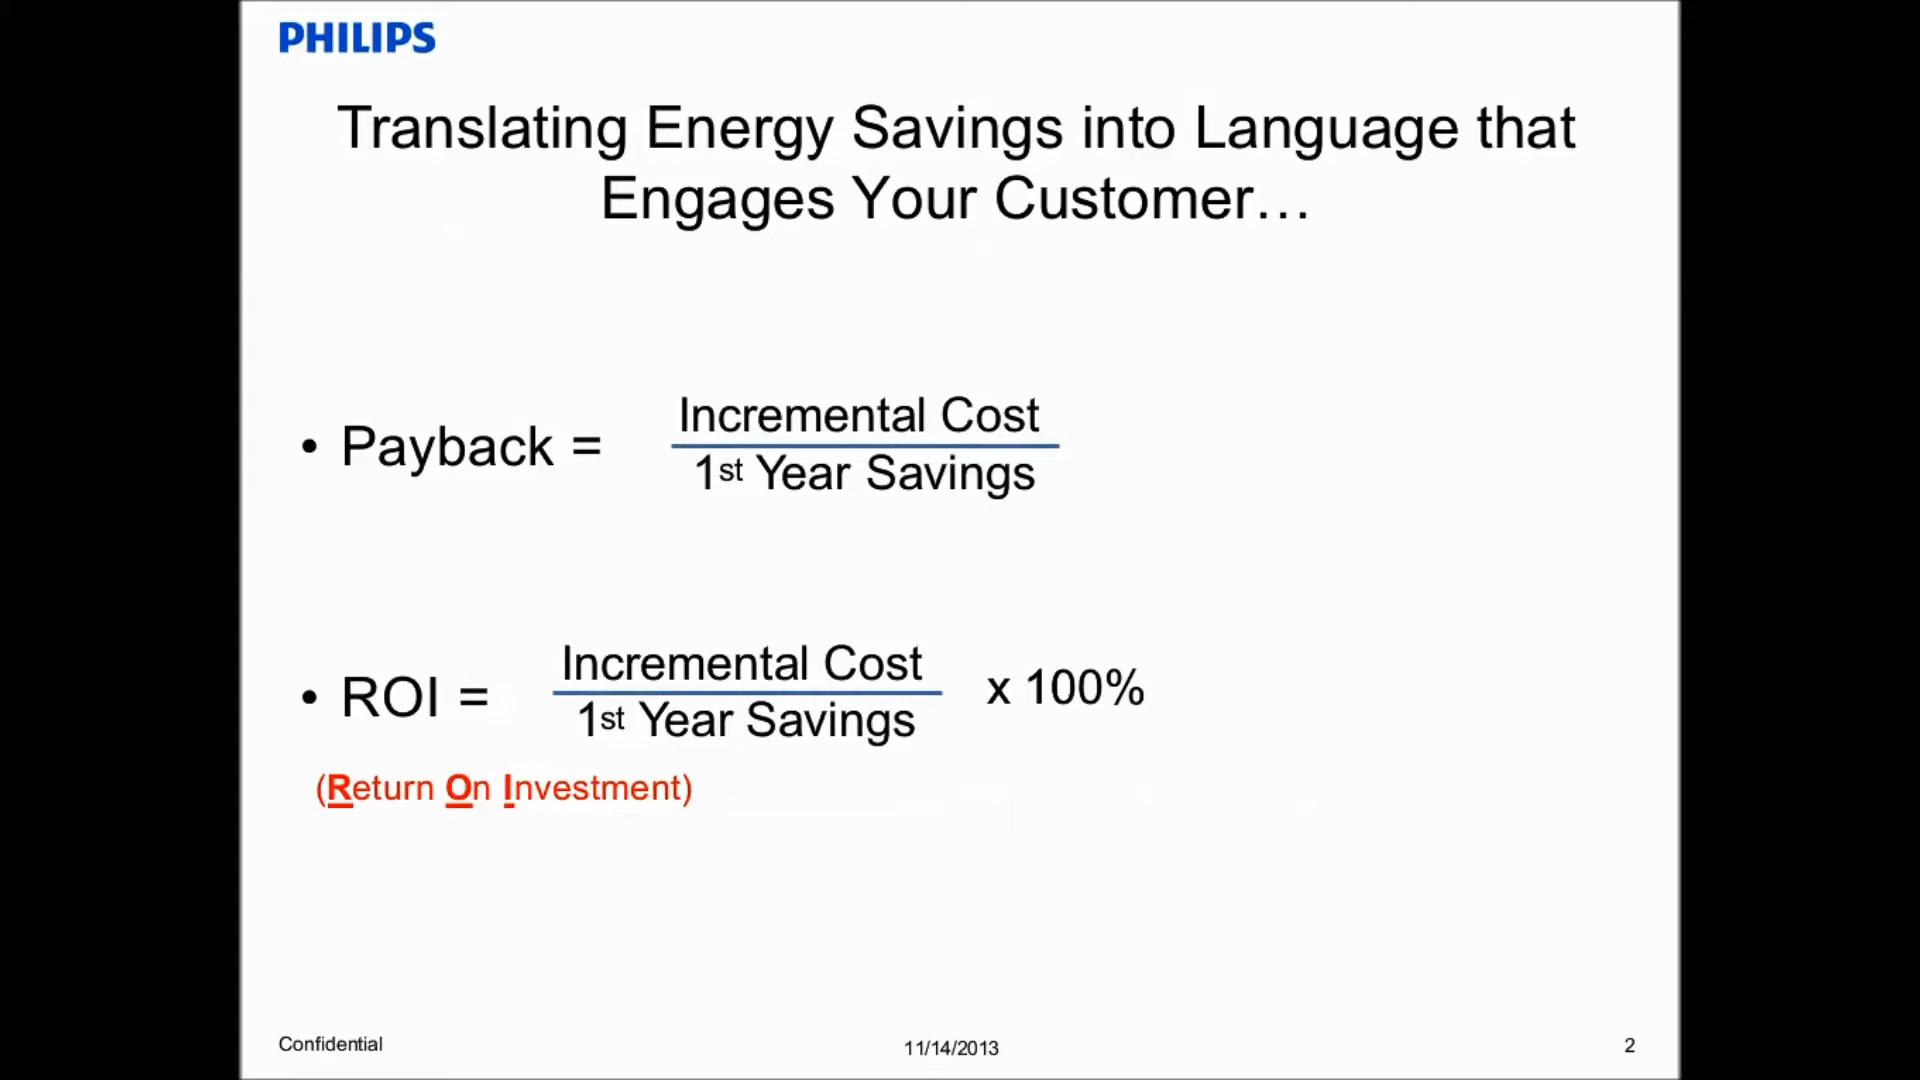 PHILIPS
Translating Energy Savings into Language that
Engages Your Customer…
• Payback =
Incremental Cost
1st Year Savings
• ROI =
Incremental Cost
1st Year Savings
x 100%
(Return On Investment)
Confidential
11/14/2013
2